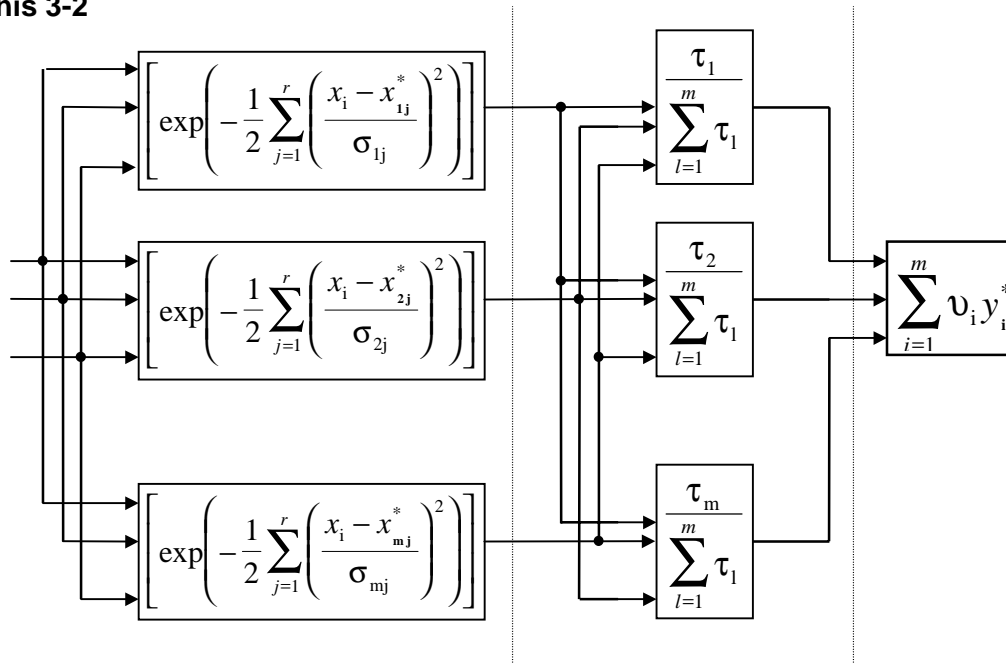 nis 3-2
[exp(-1/2 ∑_{j=1}^{r} ((x_i - x*_{1j}) / σ_{1j})^2)]
τ_1 / ∑_{l=1}^{m} τ_1
[exp(-1/2 ∑_{j=1}^{r} ((x_i - x*_{2j}) / σ_{2j})^2)]
τ_2 / ∑_{l=1}^{m} τ_1
∑_{i=1}^{m} υ_i y*_i
[exp(-1/2 ∑_{j=1}^{r} ((x_i - x*_{mj}) / σ_{mj})^2)]
τ_m / ∑_{l=1}^{m} τ_1